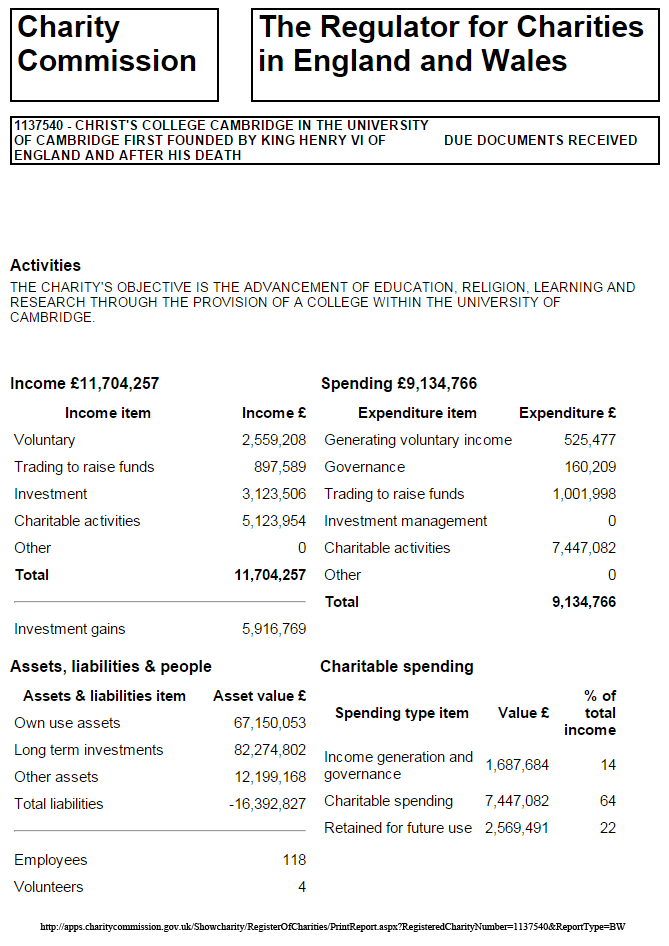 Charity
Commission
The Regulator for Charities
in England and Wales
1137540 - CHRIST'S COLLEGE CAMBRIDGE IN THE UNIVERSITY
OF CAMBRIDGE FIRST FOUNDED BY KING HENRY VI OF
ENGLAND AND AFTER HIS DEATH
DUE DOCUMENTS RECEIVED
Activities
THE CHARITY'S OBJECTIVE IS THE ADVANCEMENT OF EDUCATION, RELIGION, LEARNING AND
RESEARCH THROUGH THE PROVISION OF A COLLEGE WITHIN THE UNIVERSITY OF
CAMBRIDGE.
Income £11,704,257
Income item Income £
Voluntary 2,559,208
Trading to raise funds 897,589
Investment 3,123,506
Charitable activities 5,123,954
Other 0
Total 11,704,257
Investment gains 5,916,769
Spending £9,134,766
Expenditure item Expenditure £
Generating voluntary income 525,477
Governance 160,209
Trading to raise funds 1,001,998
Investment management 0
Charitable activities 7,447,082
Other 0
Total 9,134,766
Assets, liabilities & people
Assets & liabilities item Asset value £
Own use assets 67,150,053
Long term investments 82,274,802
Other assets 12,199,168
Total liabilities -16,392,827
Employees 118
Volunteers 4
Charitable spending
% of
Spending type item Value £ total
income
Income generation and
governance 1,687,684 14
Charitable spending 7,447,082 64
Retained for future use 2,569,491 22
http://apps.charitycommission.gov.uk/Showcharity/RegisterOfCharities/PrintReport.aspx?RegisteredCharityNumber=1137540&ReportType=BW